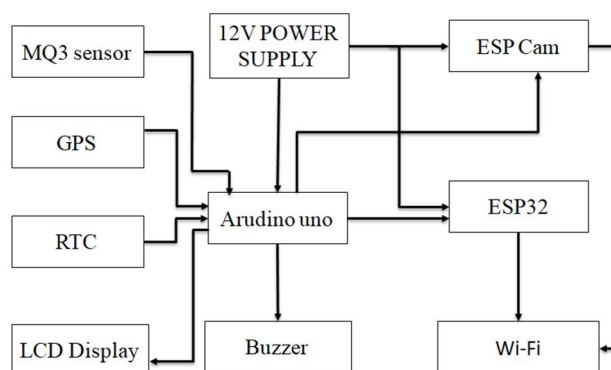 MQ3 sensor
12V POWER
SUPPLY
ESP Cam
GPS
Arudino uno
ESP32
RTC
LCD Display
Buzzer
Wi-Fi